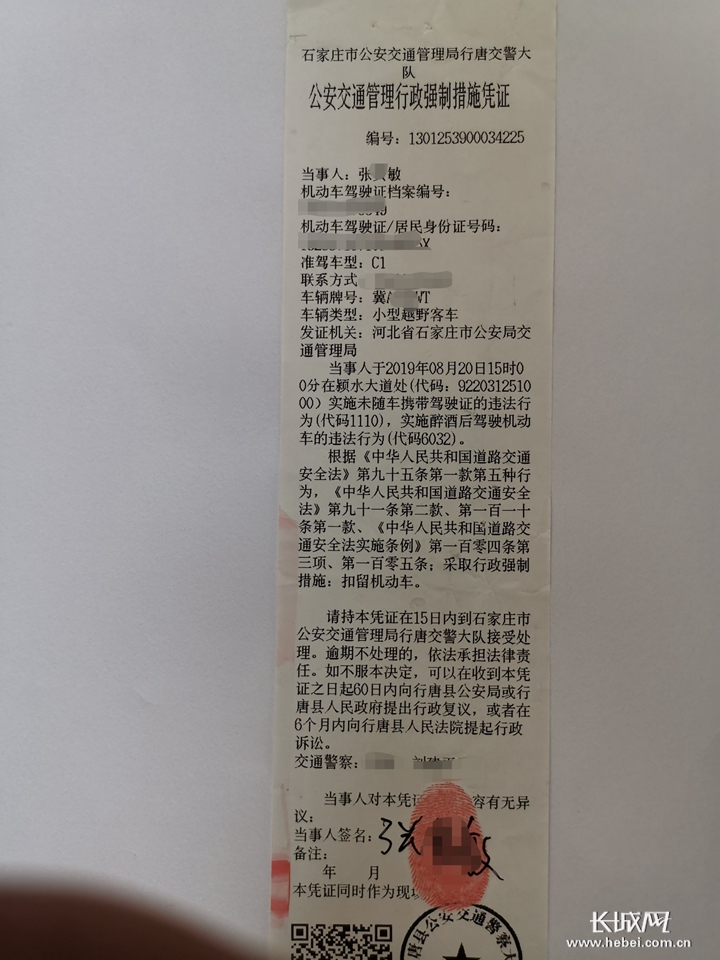 石家庄市公安交通管理局行唐交警大
队
公安交通管理行政强制措施凭证
编号：1301253900034225
当事人：张 敏
机动车驾驶证档案编号：
机动车驾驶证/居民身份证号码：
X
准驾车型：C1
联系方式
车辆牌号：冀 WT
车辆类型：小型越野客车
发证机关：河北省石家庄市公安局交
通管理局
当事人于2019年08月20日15时0
0分在颍水大道处(代码：9220312510
00）实施未随车携带驾驶证的违法行
为(代码1110)，实施醉酒后驾驶机动
车的违法行为(代码6032)。
根据《中华人民共和国道路交通
安全法》第九十五条第一款第五种行
为，《中华人民共和国道路交通安全
法》第九十一条第二款、第一百一十
条第一款、《中华人民共和国道路交
通安全法实施条例》第一百零四条第
三项、第一百零五条；采取行政强制
措施：扣留机动车。
请持本凭证在15日内到石家庄市
公安交通管理局行唐交警大队接受处
理。逾期不处理的，依法承担法律责
任。如不服本决定，可以在收到本凭
证之日起60日内向行唐县公安局或行
唐县人民政府提出行政复议，或者在
6个月内向行唐县人民法院提起行政
诉讼。
交通警察：
当事人对本凭证 容有无异
议：
当事人签名：张 敏
备注：
年 月
本凭证同时作为现场
唐县公安交通警察大
长城网
www.hebei.com.cn